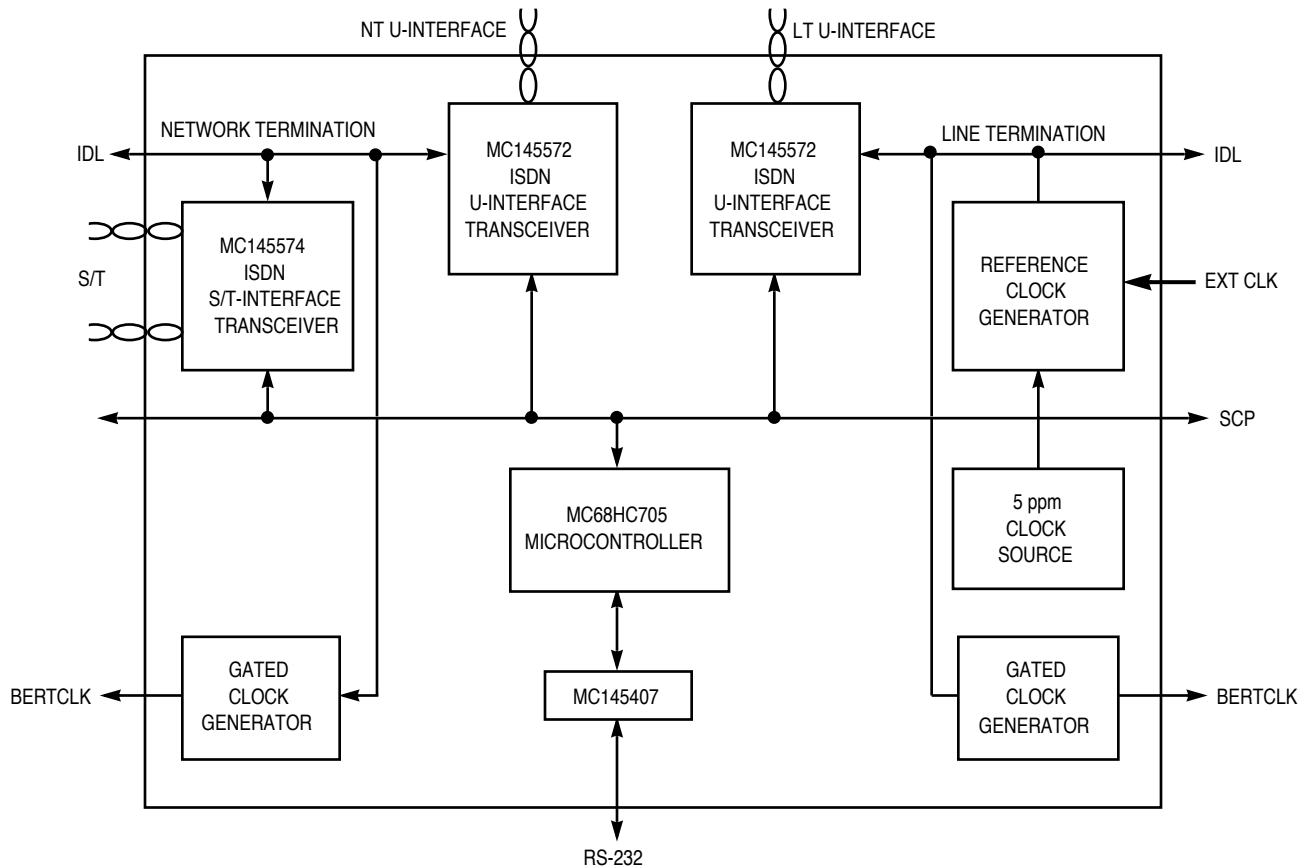 NT U-INTERFACE
LT U-INTERFACE
NETWORK TERMINATION
LINE TERMINATION
IDL
IDL
MC145572
ISDN
U-INTERFACE
TRANSCEIVER
MC145572
ISDN
U-INTERFACE
TRANSCEIVER
S/T
MC145574
ISDN
S/T-INTERFACE
TRANSCEIVER
REFERENCE
CLOCK
GENERATOR
EXT CLK
SCP
MC68HC705
MICROCONTROLLER
5 ppm
CLOCK
SOURCE
BERTCLK
GATED
CLOCK
GENERATOR
MC145407
GATED
CLOCK
GENERATOR
BERTCLK
RS-232